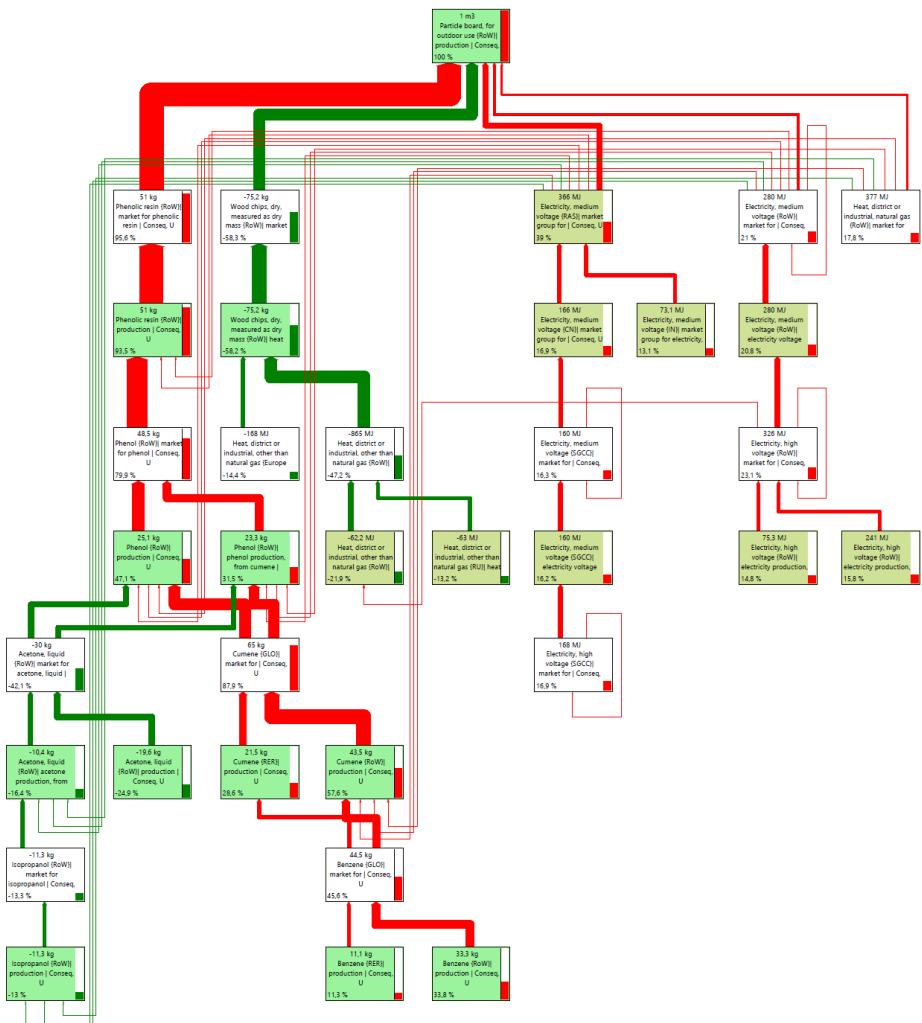 1 m3
Particle board, for
outdoor use {RoW}|
production | Conseq,
100 %
51 kg
Phenolic resin {RoW}|
market for phenolic
resin | Conseq, U
95,6 %
-75,2 kg
Wood chips, dry,
measured as dry
mass {RoW}| market
-58,3 %
366 MJ
Electricity, medium
voltage {RAS}| market
group for | Conseq, U
39 %
280 MJ
Electricity, medium
voltage {RoW}|
market for | Conseq,
21 %
377 MJ
Heat, district or
industrial, natural gas
{RoW}| market for
17,8 %
51 kg
Phenolic resin {RoW}|
production | Conseq,
U
93,5 %
-75,2 kg
Wood chips, dry,
measured as dry
mass {RoW}| heat
-58,2 %
166 MJ
Electricity, medium
voltage {CN}| market
group for | Conseq, U
16,9 %
73,1 MJ
Electricity, medium
voltage {IN}| market
group for electricity,
13,1 %
280 MJ
Electricity, medium
voltage {RoW}|
electricity voltage
20,8 %
48,5 kg
Phenol {RoW}| market
for phenol | Conseq,
U
79,9 %
-168 MJ
Heat, district or
industrial, other than
natural gas {Europe
-14,4 %
-865 MJ
Heat, district or
industrial, other than
natural gas {RoW}|
-47,2 %
160 MJ
Electricity, medium
voltage {SGCC}|
market for | Conseq,
16,3 %
326 MJ
Electricity, high
voltage {RoW}|
market for | Conseq,
23,1 %
25,1 kg
Phenol {RoW}|
production | Conseq,
U
47,1 %
23,3 kg
Phenol {RoW}|
phenol production,
from cumene |
31,5 %
-62,2 MJ
Heat, district or
industrial, other than
natural gas {RoW}|
-21,9 %
-63 MJ
Heat, district or
industrial, other than
natural gas {RU}| heat
-13,2 %
160 MJ
Electricity, medium
voltage {SGCC}|
electricity voltage
16,2 %
75,3 MJ
Electricity, high
voltage {RoW}|
electricity production,
14,8 %
241 MJ
Electricity, high
voltage {RoW}|
electricity production,
15,8 %
-30 kg
Acetone, liquid
{RoW}| market for
acetone, liquid |
-42,1 %
65 kg
Cumene {GLO}|
market for | Conseq,
U
87,9 %
168 MJ
Electricity, high
voltage {SGCC}|
market for | Conseq,
16,9 %
-10,4 kg
Acetone, liquid
{RoW}| acetone
production, from
-16,4 %
-19,6 kg
Acetone, liquid
{RoW}| production |
Conseq, U
-24,9 %
21,5 kg
Cumene {RER}|
production | Conseq,
U
28,6 %
43,5 kg
Cumene {RoW}|
production | Conseq,
U
57,6 %
-11,3 kg
Isopropanol {RoW}|
market for
isopropanol | Conseq,
-13,3 %
44,5 kg
Benzene {GLO}|
market for | Conseq,
U
45,6 %
-11,3 kg
Isopropanol {RoW}|
production | Conseq,
U
-13 %
11,1 kg
Benzene {RER}|
production | Conseq,
U
11,3 %
33,3 kg
Benzene {RoW}|
production | Conseq,
U
33,8 %